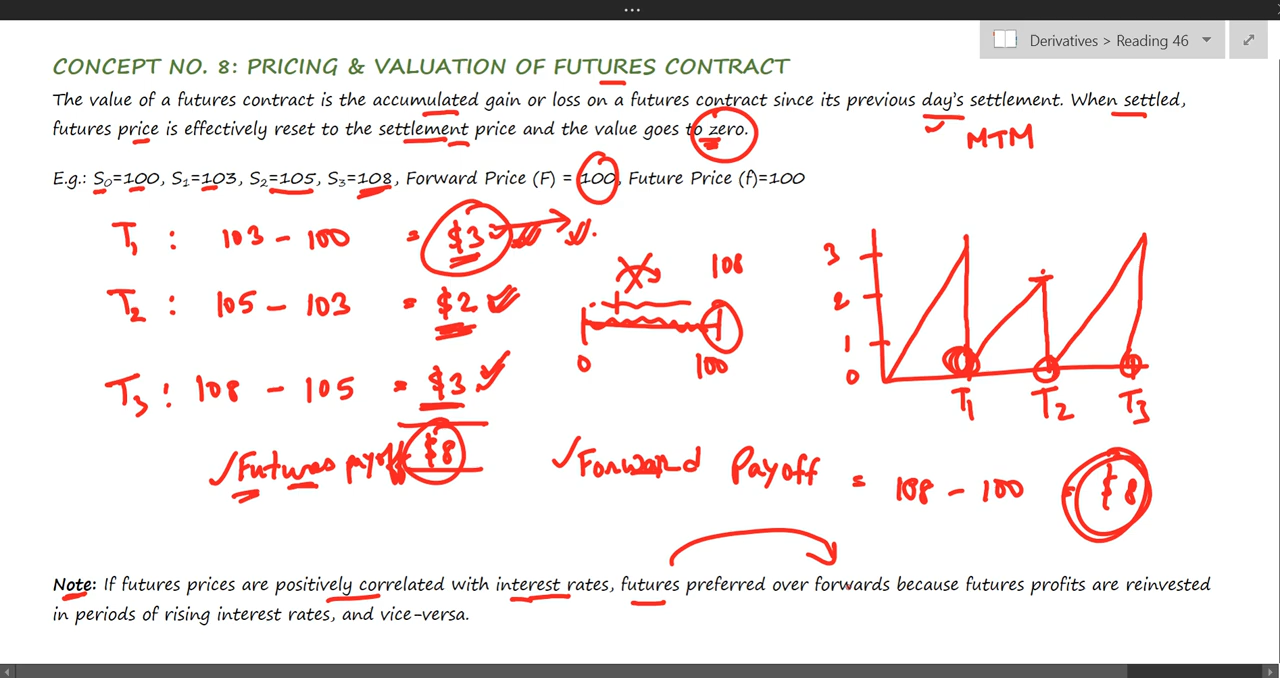 ...
Derivatives > Reading 46
CONCEPT NO. 8: PRICING & VALUATION OF FUTURES CONTRACT
The value of a futures contract is the accumulated gain or loss on a futures contract since its previous day's settlement. When settled,
futures price is effectively reset to the settlement price and the value goes to zero.
MTM
E.g.: S₀=100, S₁=103, S₂=105, S₃=108, Forward Price (F) = 100, Future Price (f)=100
T₁ : 103 - 100 = $3
T₂ : 105 - 103 = $2
T₃ : 108 - 105 = $3
Futures payoff $8
108
0 100
3
2
1
0
T₁ T₂ T₃
Forward Payoff = 108 - 100 = $8
Note: If futures prices are positively correlated with interest rates, futures preferred over forwards because futures profits are reinvested
in periods of rising interest rates, and vice-versa.